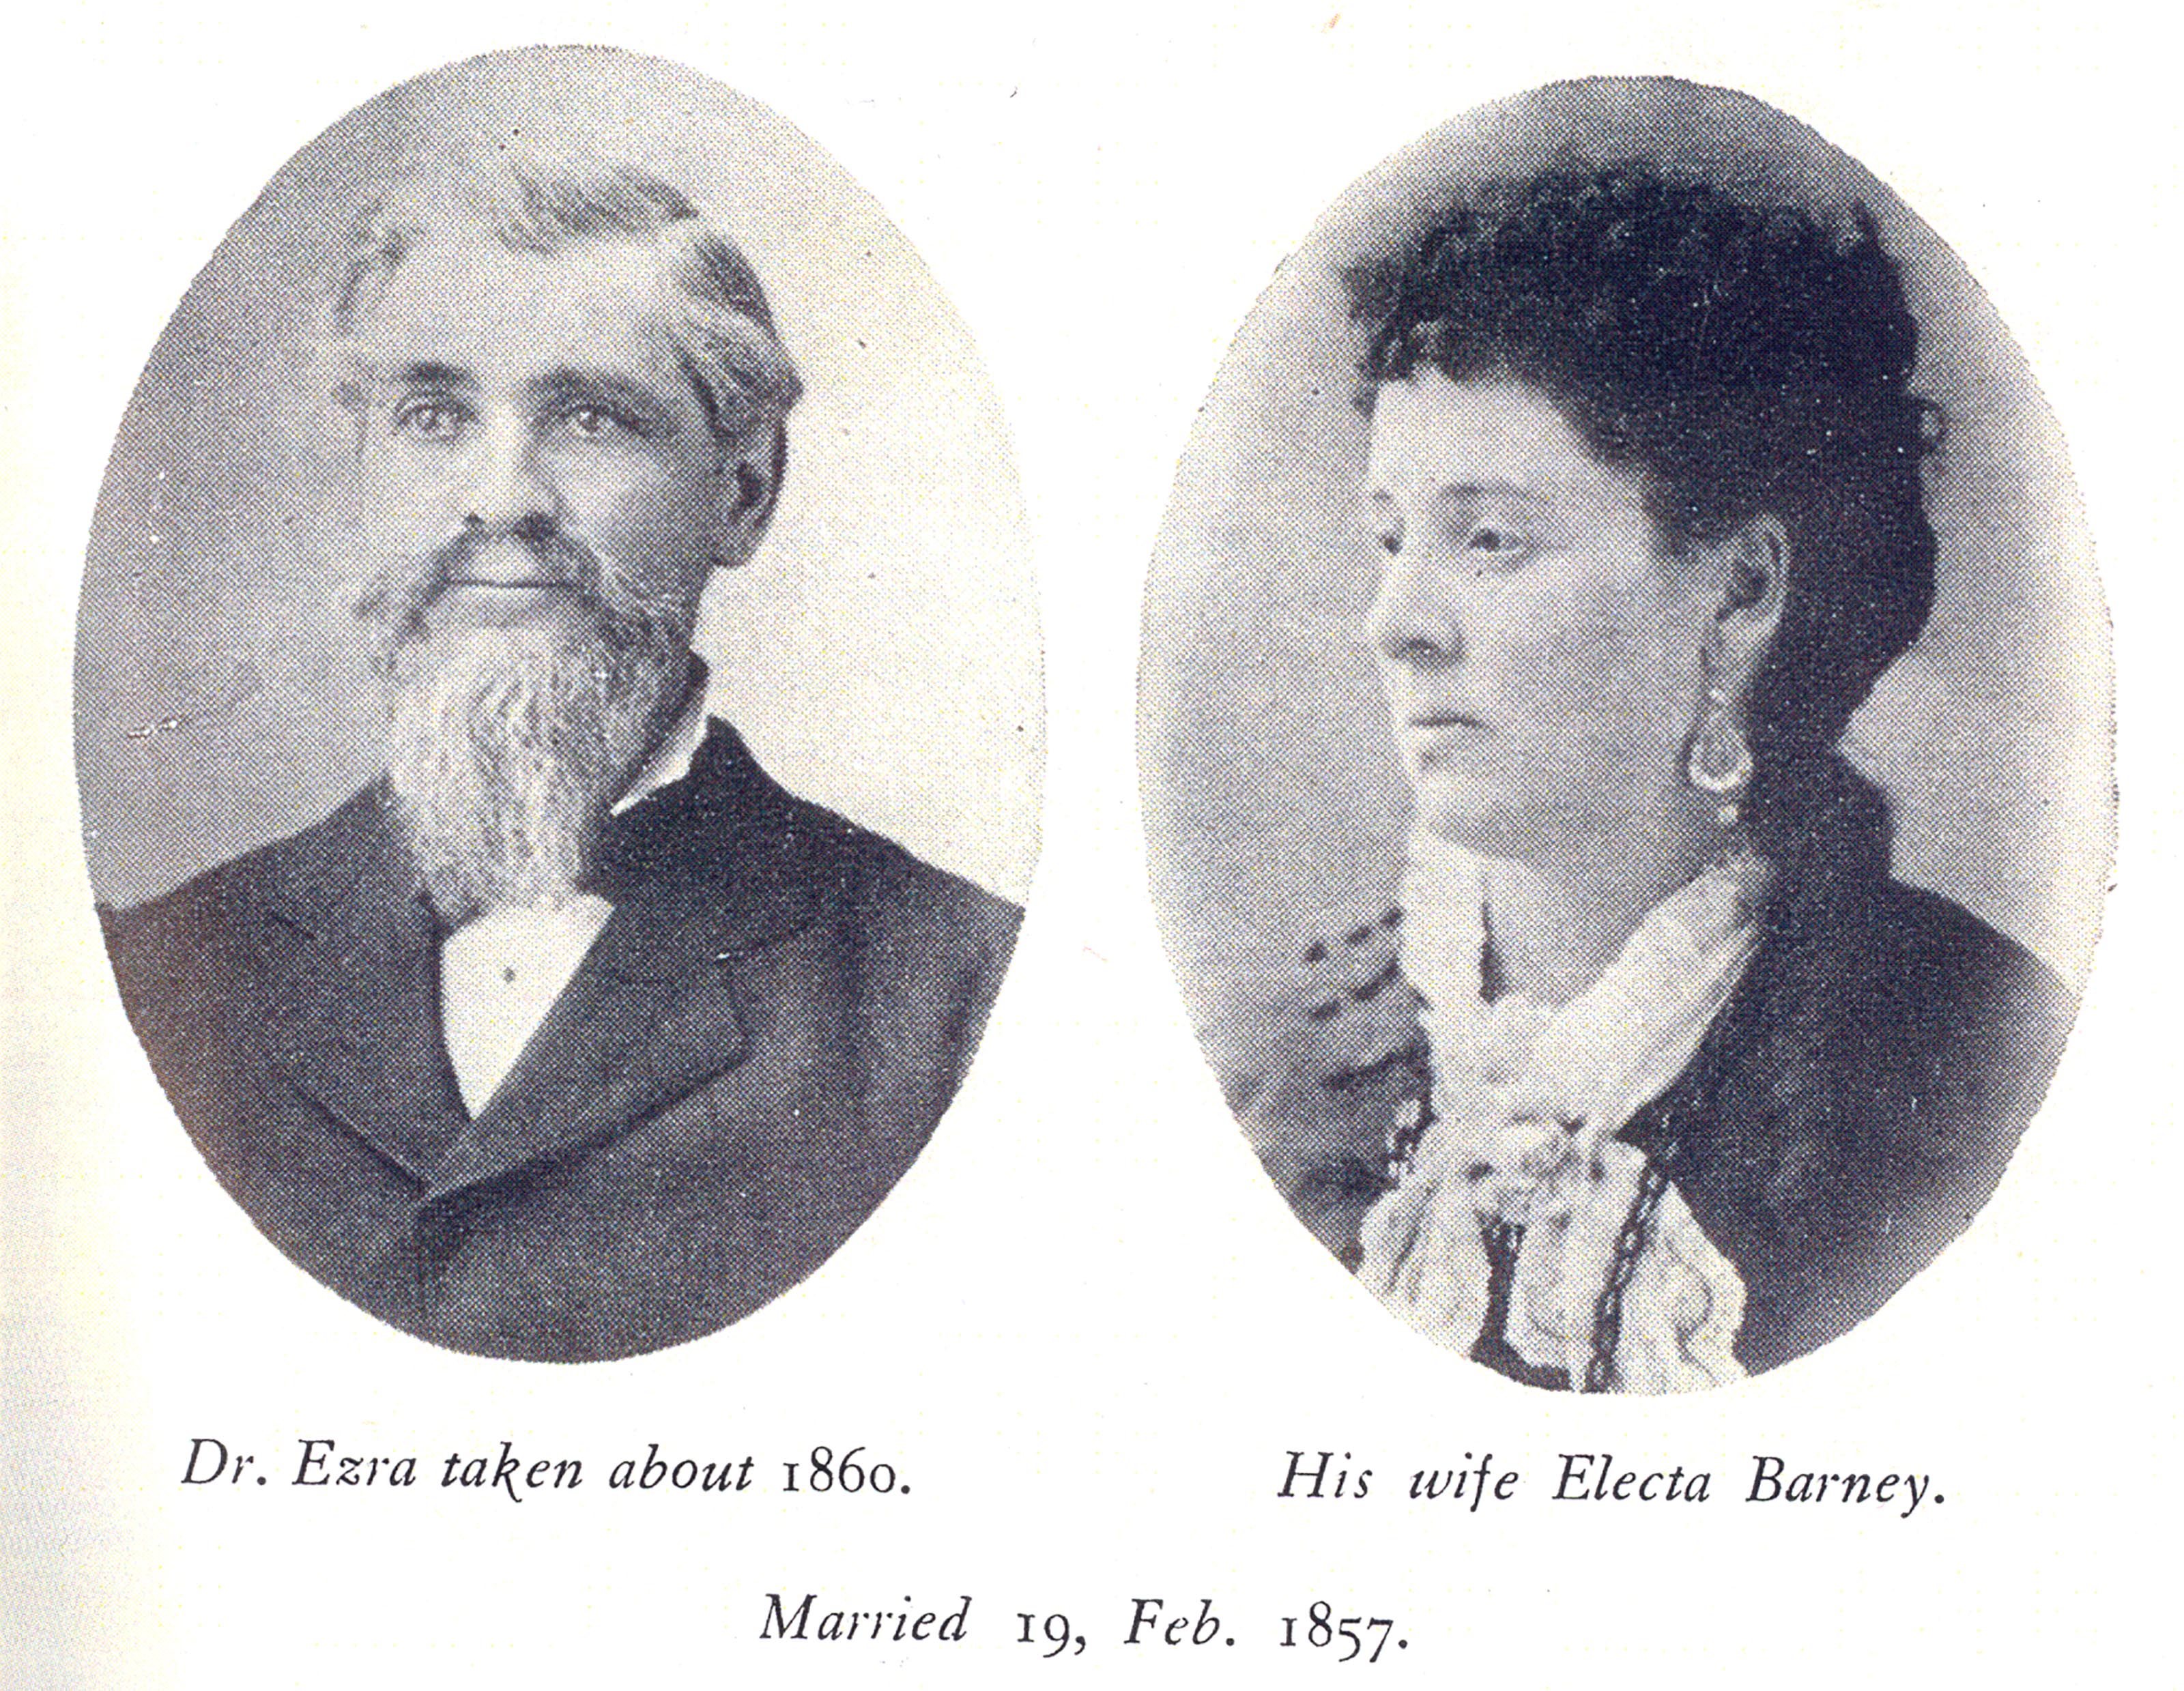 Dr. Ezra taken about 1860.
His wife Electa Barney.
Married 19, Feb. 1857.